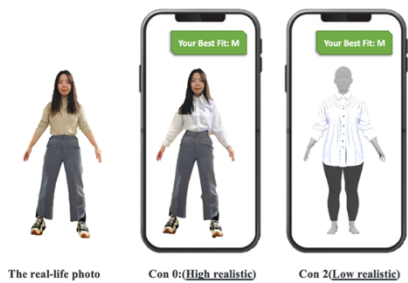 Your Best Fit: M
Your Best Fit: M
The real-life photo
Con 0:(High realistic)
Con 2(Low realistic)